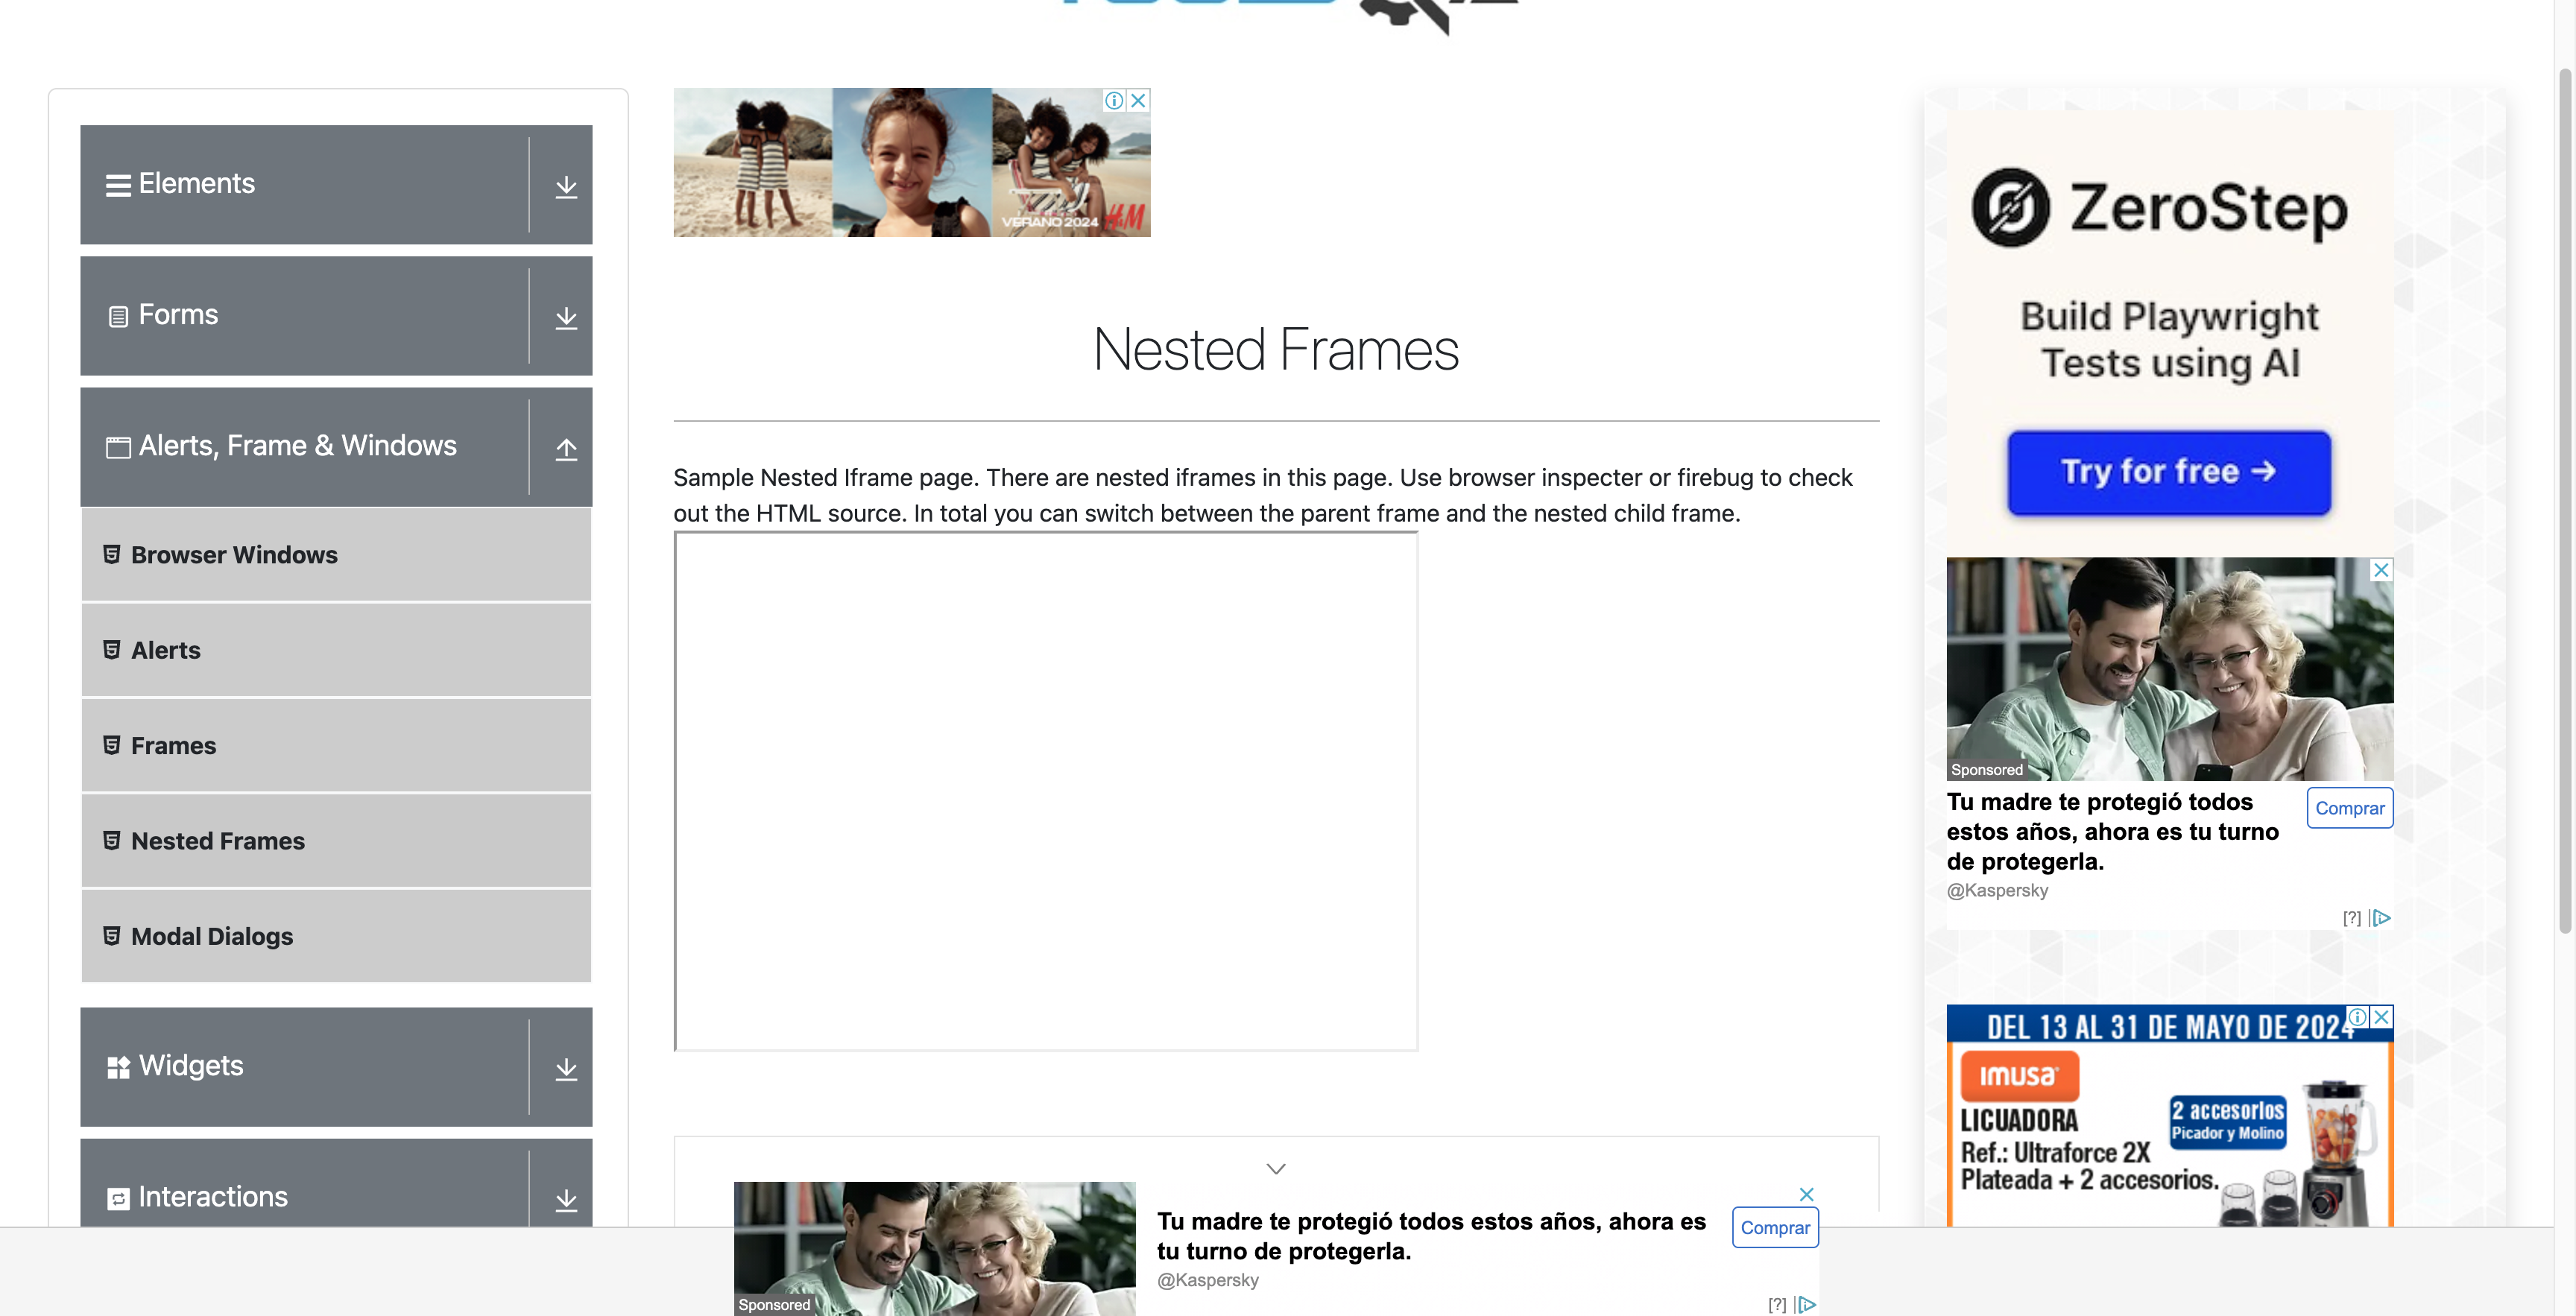 Elements
Forms
Alerts, Frame & Windows
Browser Windows
Alerts
Frames
Nested Frames
Modal Dialogs
Widgets
Interactions
VERANO 2024 H&M
Nested Frames
Sample Nested Iframe page. There are nested iframes in this page. Use browser inspecter or firebug to check
out the HTML source. In total you can switch between the parent frame and the nested child frame.
Sponsored
Tu madre te protegió todos estos años, ahora es
tu turno de protegerla.
@Kaspersky
Comprar
[?]
ZeroStep
Build Playwright
Tests using AI
Try for free →
Sponsored
Tu madre te protegió todos
estos años, ahora es tu turno
de protegerla.
@Kaspersky
Comprar
[?]
DEL 13 AL 31 DE MAYO DE 2024
imusa
LICUADORA
Ref.: Ultraforce 2X
Plateada + 2 accesorios.
2 accesorios
Picador y Molino